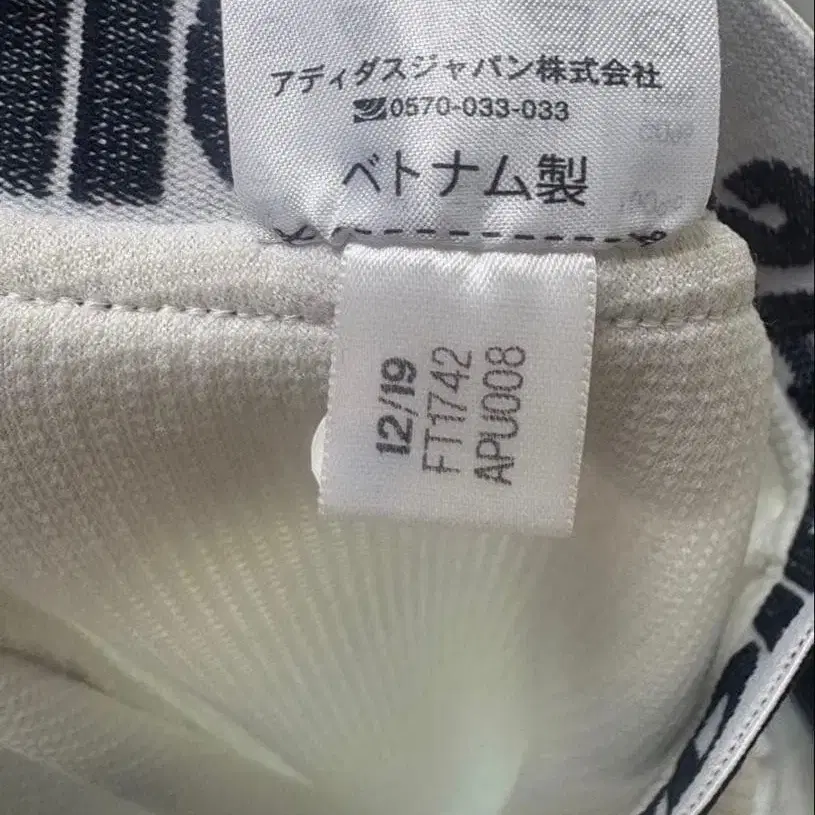 アディダスジャパン株式会社
0570-033-033
ベトナム製
12/19
FT1742
APU008